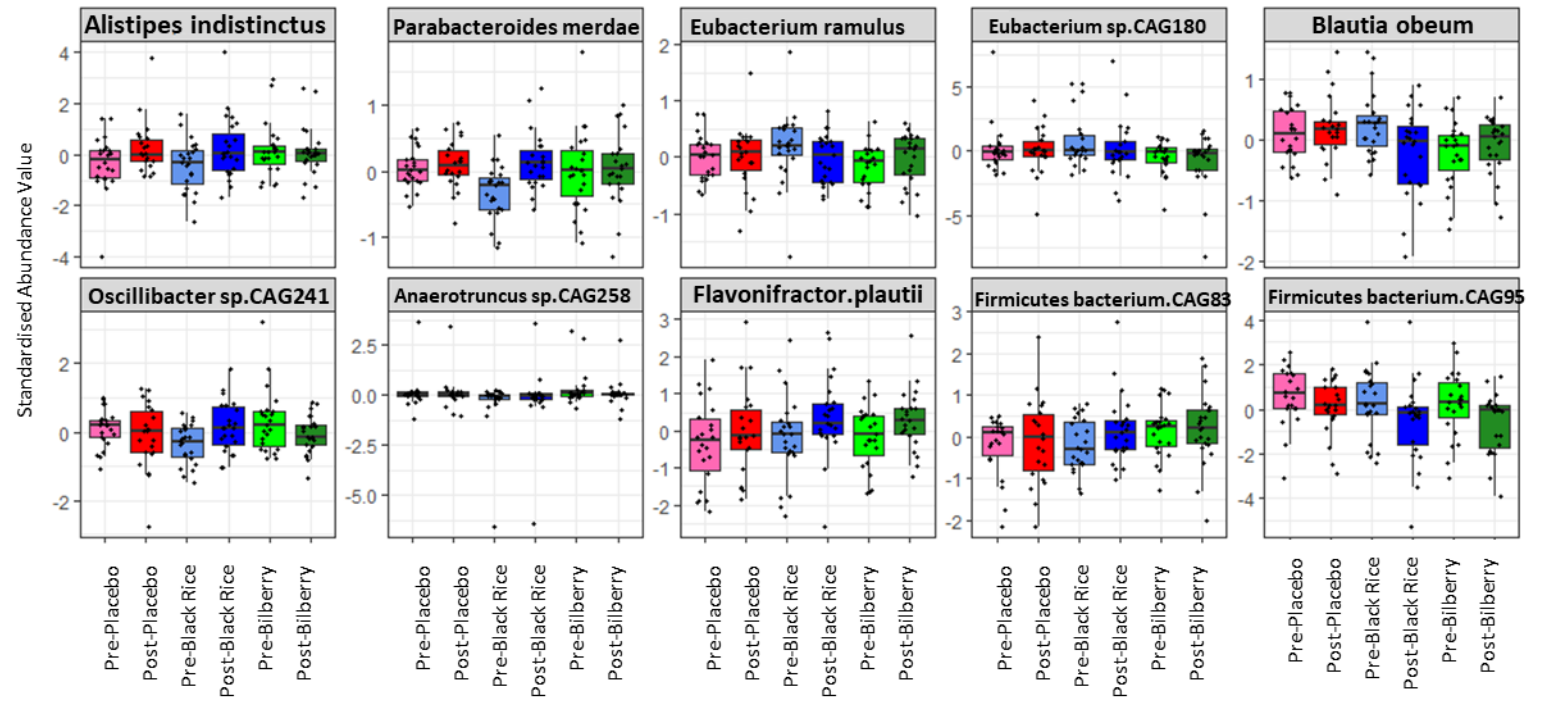 Alistipes indistinctus
Parabacteroides merdae
Eubacterium ramulus
Eubacterium sp.CAG180
Blautia obeum
4
2
0
-2
-4
1
0
-1
2
1
0
-1
5
0
-5
1
0
-1
-2
Standardised Abundance Value
Oscillibacter sp.CAG241
Anaerotruncus sp.CAG258
Flavonifractor.plautii
Firmicutes bacterium.CAG83
Firmicutes bacterium.CAG95
2
0
-2
2.5
0.0
-2.5
-5.0
3
2
1
0
-1
-2
3
2
1
0
-1
-2
4
2
0
-2
-4
Pre-Placebo
Post-Placebo
Pre-Black Rice
Post-Black Rice
Pre-Bilberry
Post-Bilberry
Pre-Placebo
Post-Placebo
Pre-Black Rice
Post-Black Rice
Pre-Bilberry
Post-Bilberry
Pre-Placebo
Post-Placebo
Pre-Black Rice
Post-Black Rice
Pre-Bilberry
Post-Bilberry
Pre-Placebo
Post-Placebo
Pre-Black Rice
Post-Black Rice
Pre-Bilberry
Post-Bilberry
Pre-Placebo
Post-Placebo
Pre-Black Rice
Post-Black Rice
Pre-Bilberry
Post-Bilberry